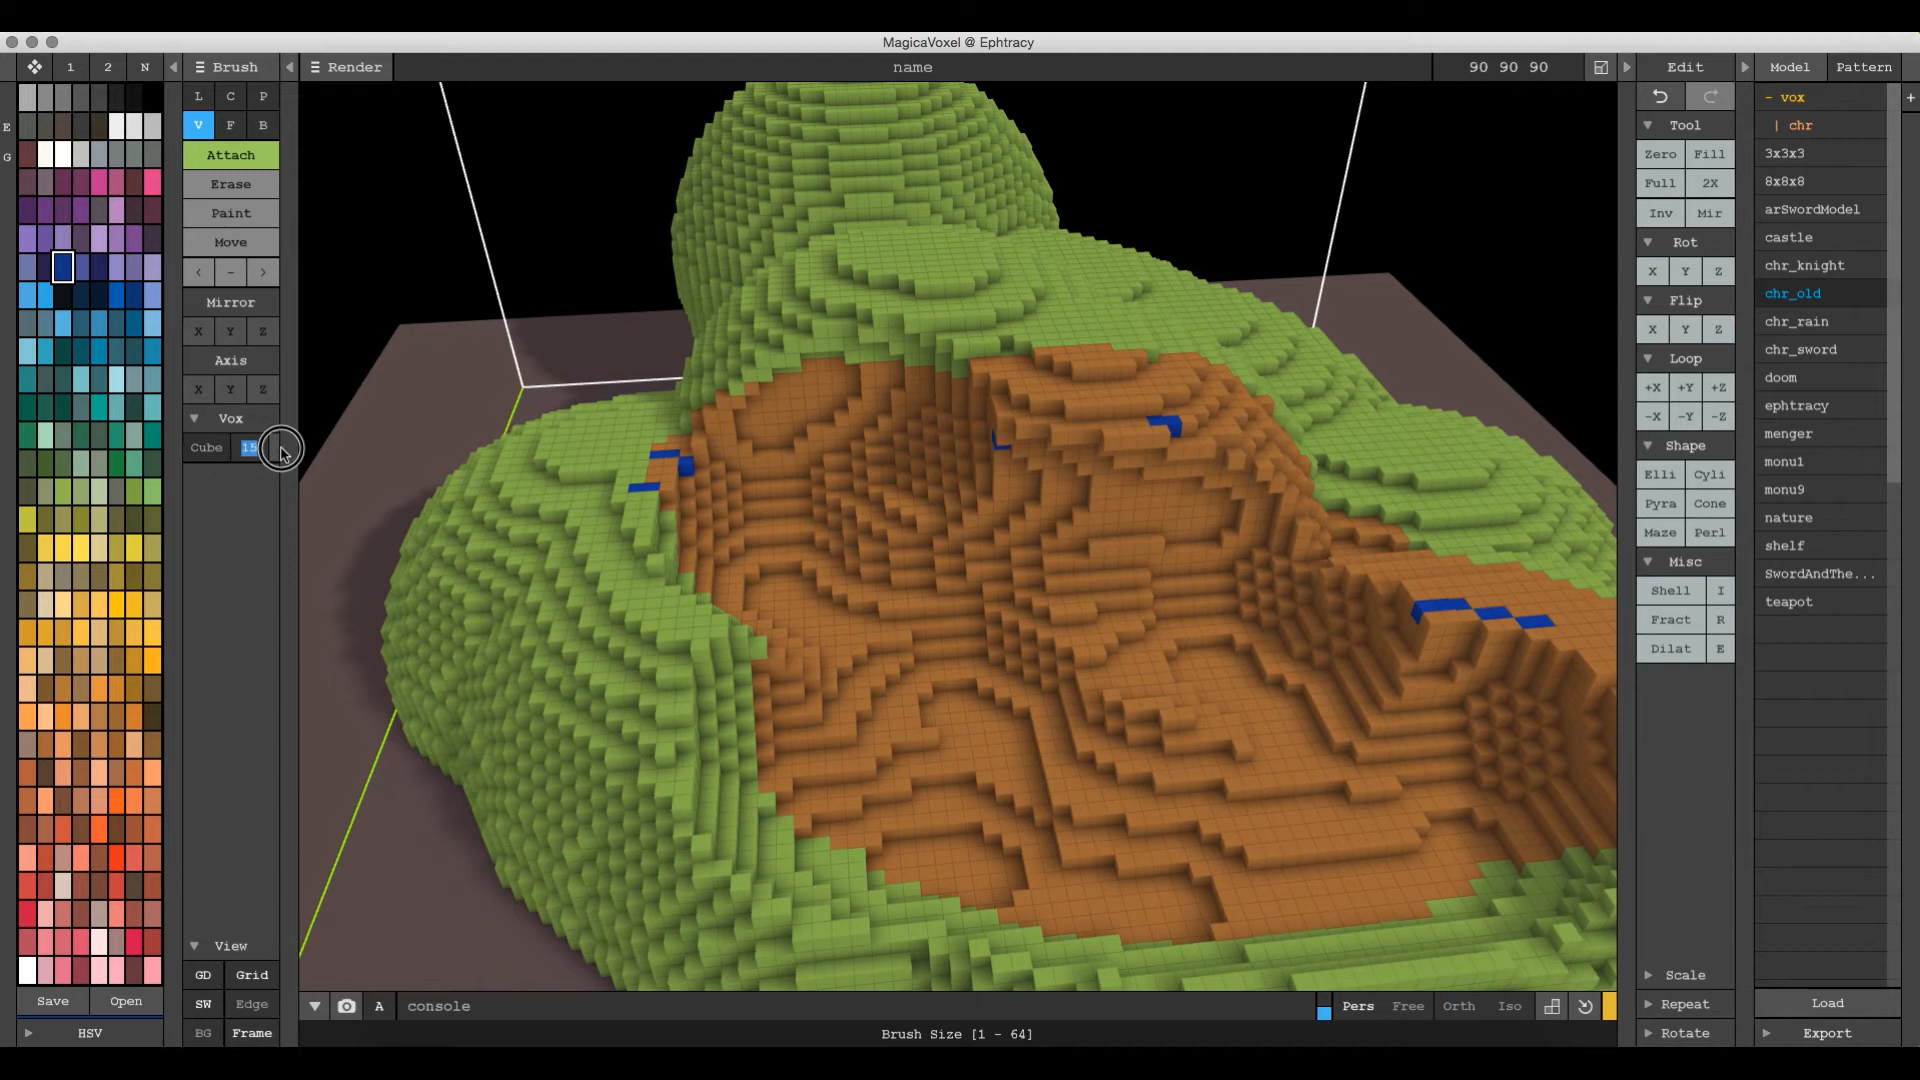 MagicaVoxel @ Ephtracy
1 2 N
Brush
Render
name
90 90 90
Edit
Model Pattern
L C P
V F B
E
G
Attach
Erase
Paint
Move
< - >
Mirror
X Y Z
Axis
X Y Z
Vox
Cube 15
View
GD Grid
SW Edge
BG Frame
Save Open
HSV
A console
Pers Free Orth Iso
Brush Size [1 - 64]
Tool
Zero Fill
Full 2X
Inv Mir
Rot
X Y Z
Flip
X Y Z
Loop
+X +Y +Z
-X -Y -Z
Shape
Elli Cyli
Pyra Cone
Maze Perl
Misc
Shell I
Fract R
Dilat E
Scale
Repeat
Rotate
- vox +
| chr
3x3x3
8x8x8
arSwordModel
castle
chr_knight
chr_old
chr_rain
chr_sword
doom
ephtracy
menger
monu1
monu9
nature
shelf
SwordAndThe...
teapot
Load
Export